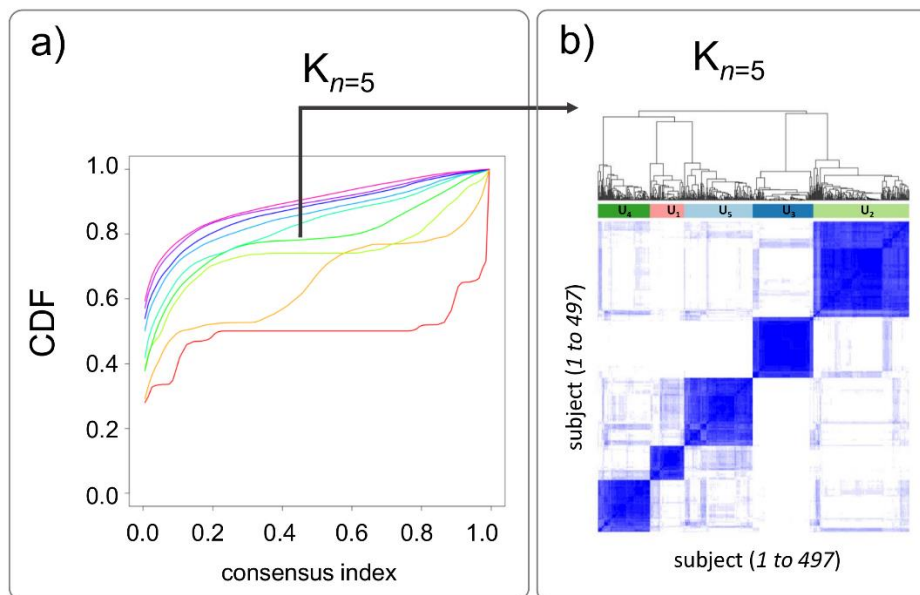 a)
K n=5
1.0
0.8
0.6
0.4
0.2
0.0
CDF
0.0 0.2 0.4 0.6 0.8 1.0
consensus index
b)
K n=5
U4 U1 U5 U3 U2
subject (1 to 497)
subject (1 to 497)